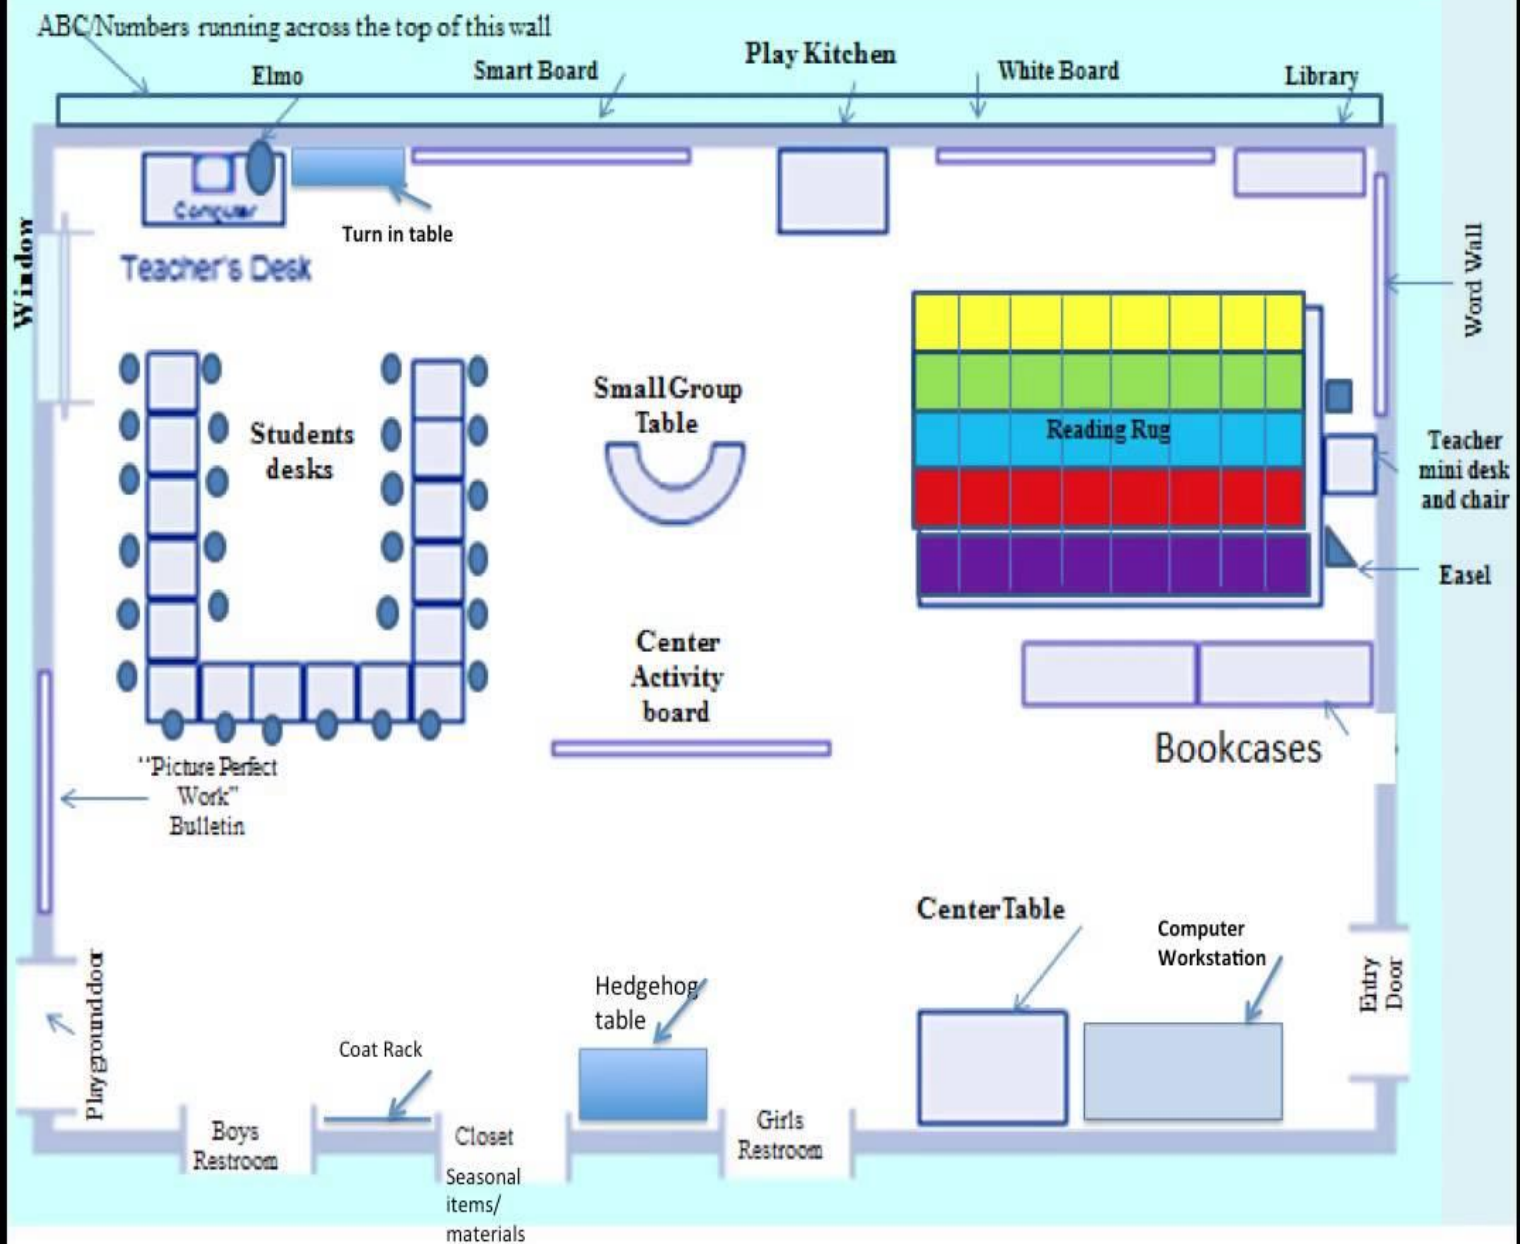 ABC/Numbers running across the top of this wall
Elmo
Smart Board
Play Kitchen
White Board
Library
Computer
Turn in table
Teacher's Desk
Window
Word Wall
Students
desks
Small Group
Table
Reading Rug
Teacher
mini desk
and chair
Easel
Center
Activity
board
Bookcases
"Picture Perfect
Work"
Bulletin
Center Table
Computer
Workstation
Entry
Door
Hedgehog
table
Playground door
Coat Rack
Boys
Restroom
Closet
Seasonal
items/
materials
Girls
Restroom